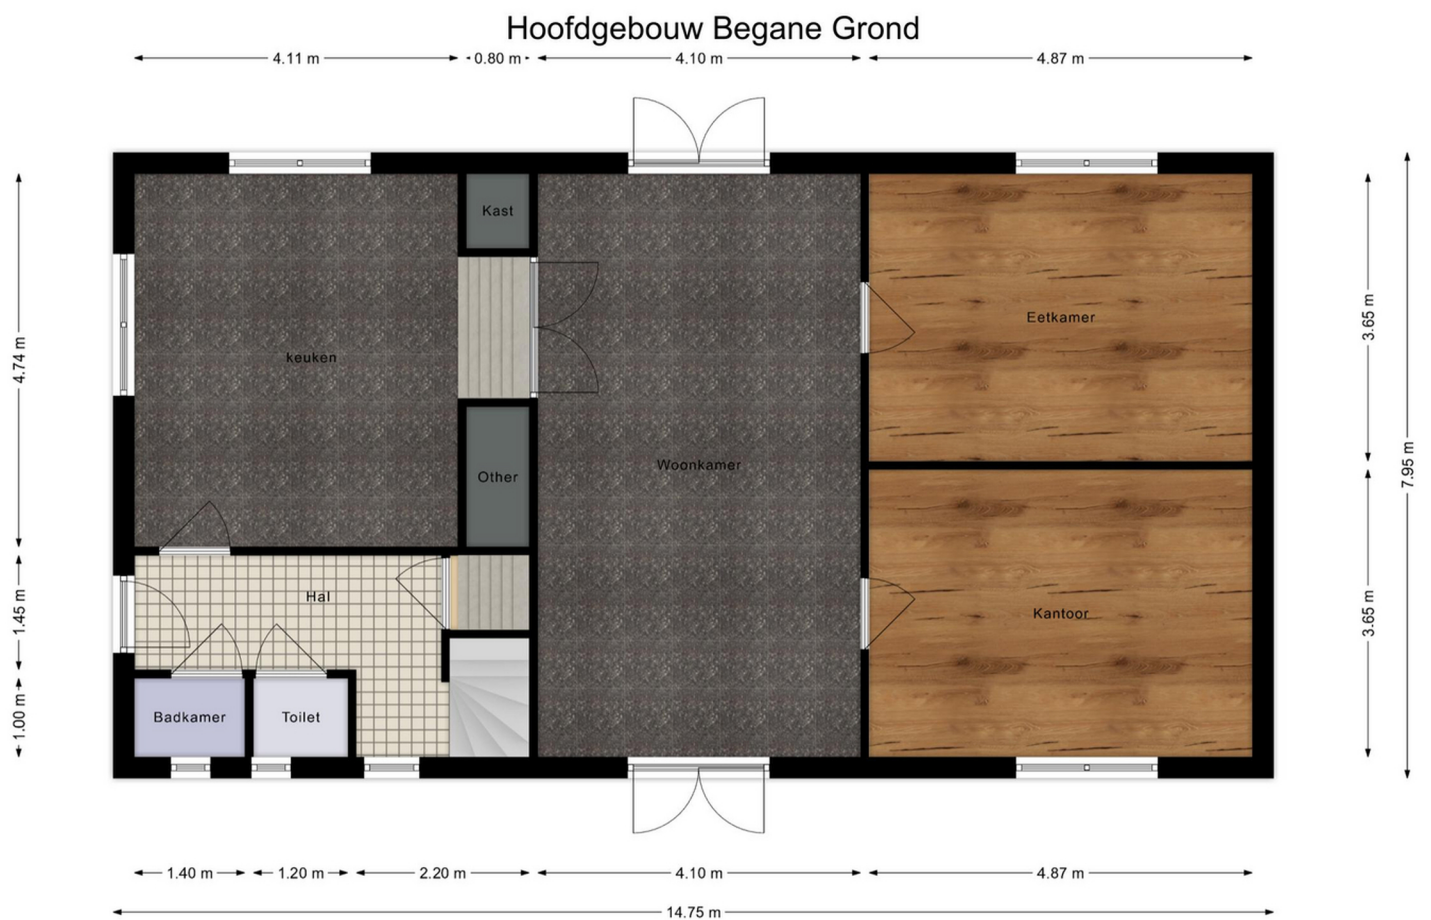 Hoofdgebouw Begane Grond
4.11 m
0.80 m
4.10 m
4.87 m
Kast
keuken
Eetkamer
Woonkamer
Other
Hal
Kantoor
Badkamer
Toilet
4.74 m
1.45 m
1.00 m
3.65 m
3.65 m
7.95 m
1.40 m
1.20 m
2.20 m
4.10 m
4.87 m
14.75 m